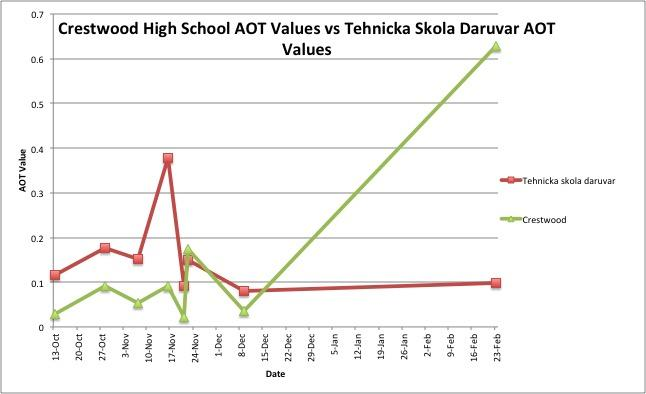 Crestwood High School AOT Values vs Tehnicka Skola Daruvar AOT
Values
0.7
0.6
0.5
0.4
0.3
0.2
0.1
0
AOT Value
13-Oct
20-Oct
27-Oct
3-Nov
10-Nov
17-Nov
24-Nov
1-Dec
8-Dec
15-Dec
22-Dec
29-Dec
5-Jan
12-Jan
19-Jan
26-Jan
2-Feb
9-Feb
16-Feb
23-Feb
Date
Tehnicka skola daruvar
Crestwood